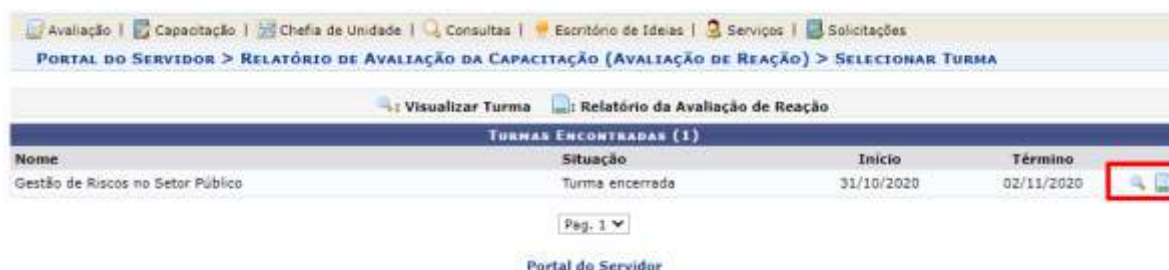 Avaliação | Capacitação | Chefia de Unidade | Consultas | Escritório de Ideias | Serviços | Solicitações
PORTAL DO SERVIDOR > RELATÓRIO DE AVALIAÇÃO DA CAPACITAÇÃO (AVALIAÇÃO DE REAÇÃO) > SELECIONAR TURMA
: Visualizar Turma : Relatório da Avaliação de Reação
TURMAS ENCONTRADAS (1)
Nome Situação Início Término
Gestão de Riscos no Setor Público Turma encerrada 31/10/2020 02/11/2020
Pag. 1
Portal do Servidor